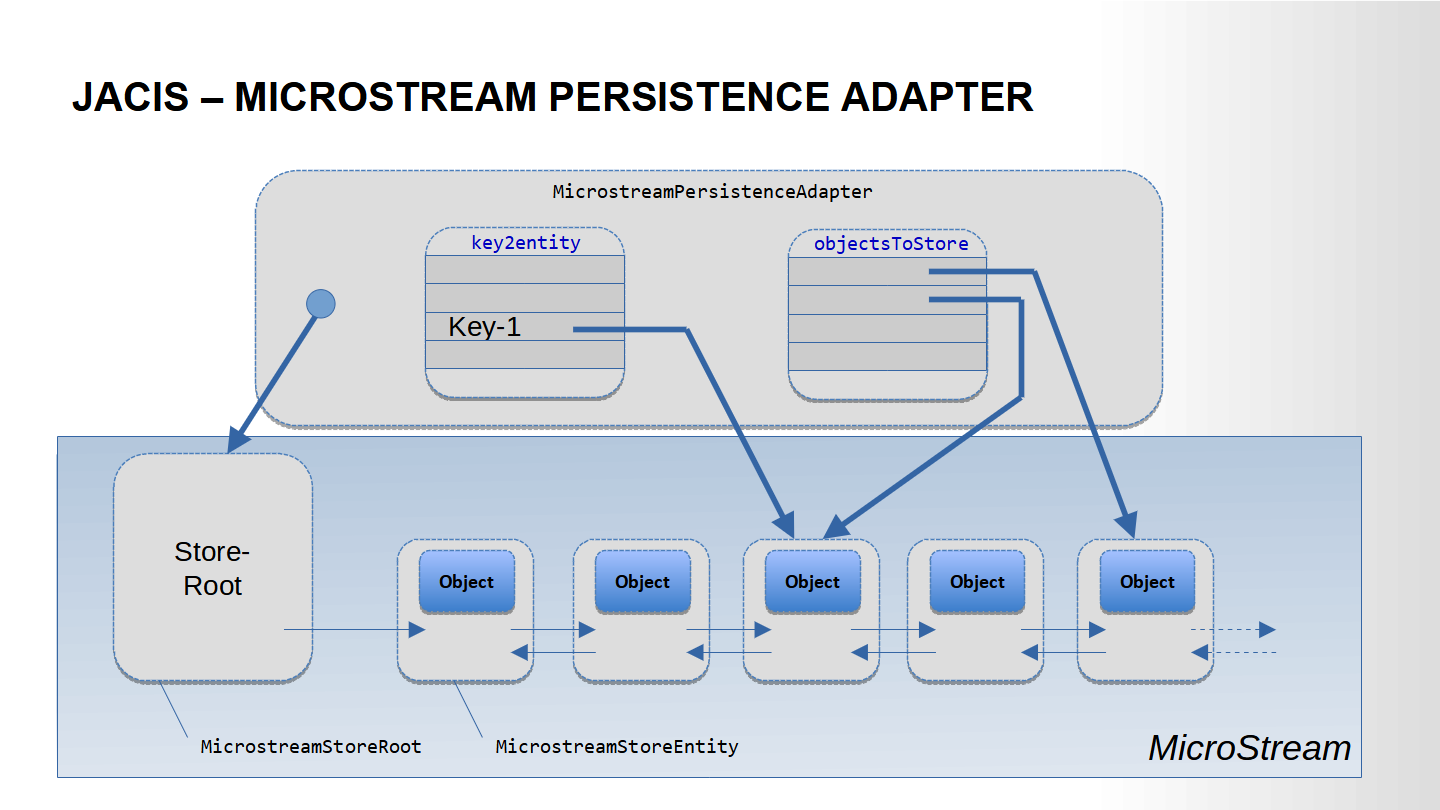 JACIS – MICROSTREAM PERSISTENCE ADAPTER
MicrostreamPersistenceAdapter
key2entity
objectsToStore
Key-1
Store-
Root
Object
Object
Object
Object
Object
MicrostreamStoreRoot
MicrostreamStoreEntity
MicroStream